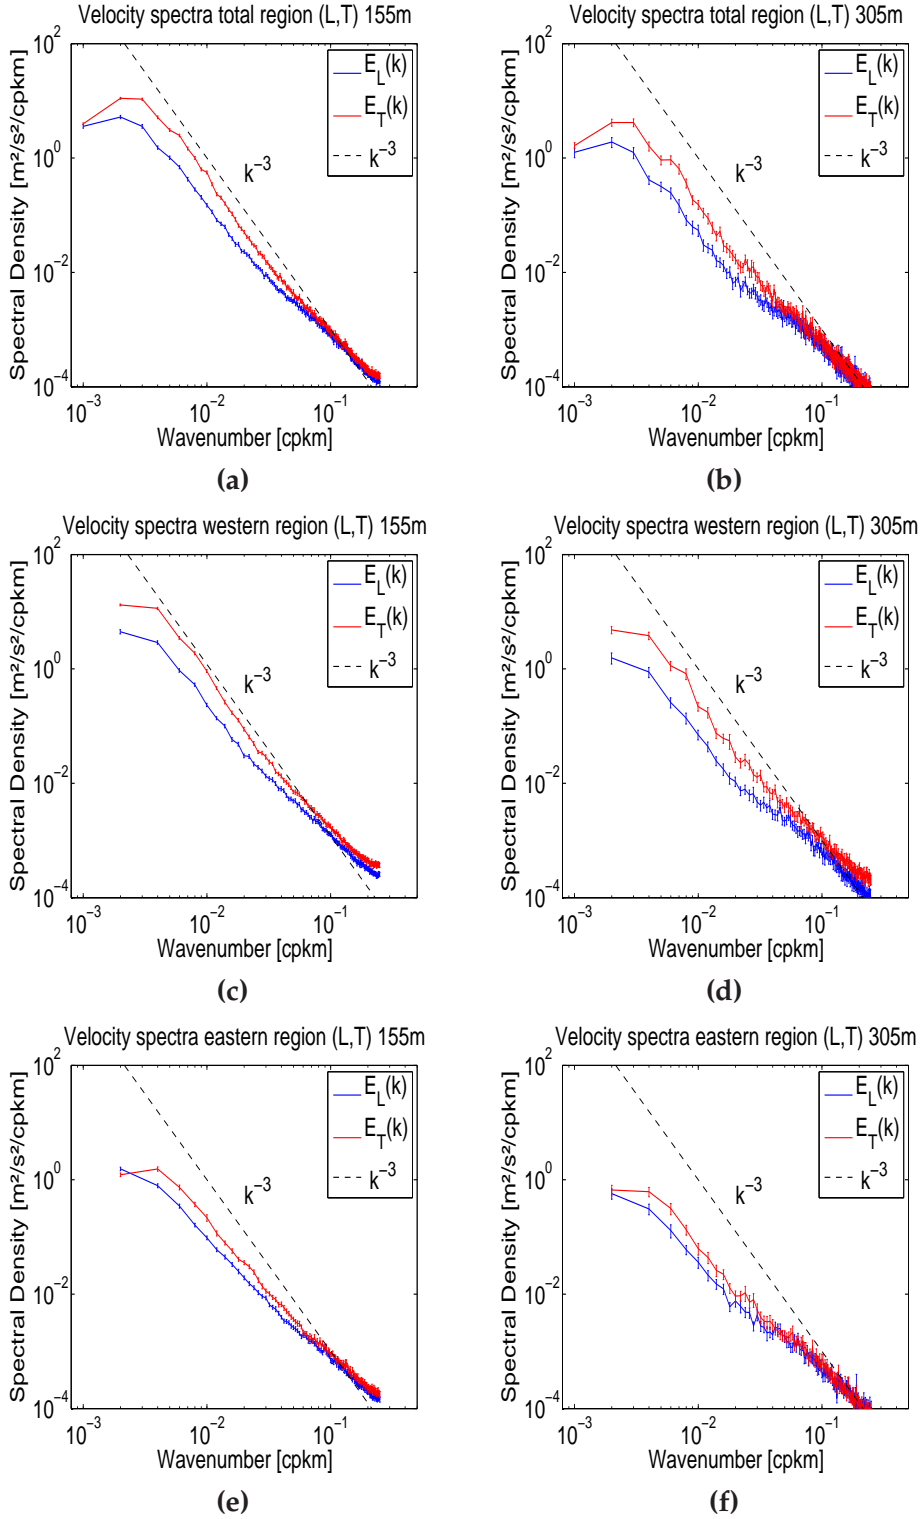 Velocity spectra total region (L,T) 155m
Spectral Density [m²/s²/cpkm]
10^2
10^0
10^−2
10^−4
E_L(k)
E_T(k)
k^−3
k^−3
10^−3 10^−2 10^−1
Wavenumber [cpkm]
(a)
Velocity spectra total region (L,T) 305m
Spectral Density [m²/s²/cpkm]
10^2
10^0
10^−2
10^−4
E_L(k)
E_T(k)
k^−3
k^−3
10^−3 10^−2 10^−1
Wavenumber [cpkm]
(b)
Velocity spectra western region (L,T) 155m
Spectral Density [m²/s²/cpkm]
10^2
10^0
10^−2
10^−4
E_L(k)
E_T(k)
k^−3
k^−3
10^−3 10^−2 10^−1
Wavenumber [cpkm]
(c)
Velocity spectra western region (L,T) 305m
Spectral Density [m²/s²/cpkm]
10^2
10^0
10^−2
10^−4
E_L(k)
E_T(k)
k^−3
k^−3
10^−3 10^−2 10^−1
Wavenumber [cpkm]
(d)
Velocity spectra eastern region (L,T) 155m
Spectral Density [m²/s²/cpkm]
10^2
10^0
10^−2
10^−4
E_L(k)
E_T(k)
k^−3
k^−3
10^−3 10^−2 10^−1
Wavenumber [cpkm]
(e)
Velocity spectra eastern region (L,T) 305m
Spectral Density [m²/s²/cpkm]
10^2
10^0
10^−2
10^−4
E_L(k)
E_T(k)
k^−3
k^−3
10^−3 10^−2 10^−1
Wavenumber [cpkm]
(f)